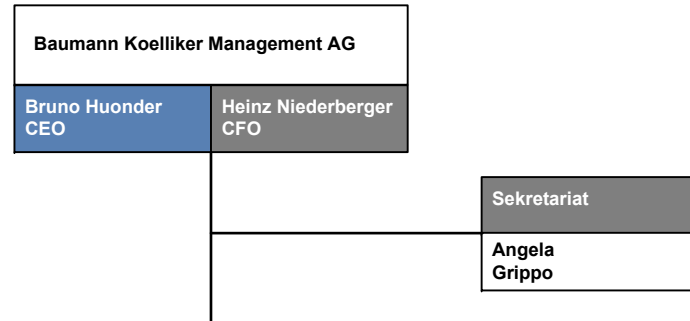 Baumann Koelliker Management AG
Bruno Huonder
CEO
Heinz Niederberger
CFO
Sekretariat
Angela
Grippo